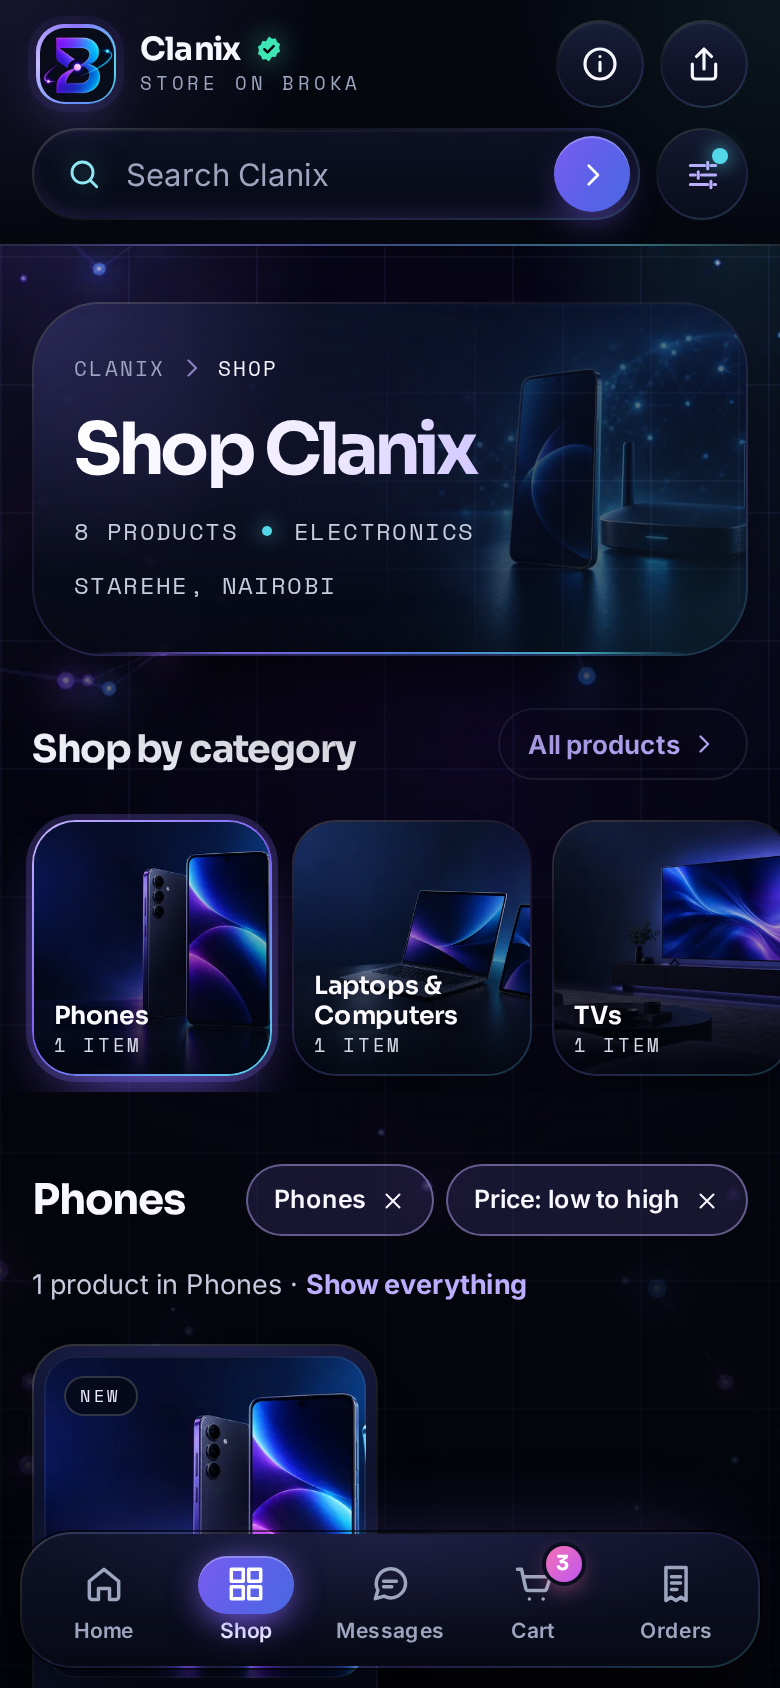 Clanix
STORE ON BROKA
Search Clanix
CLANIX > SHOP
Shop Clanix
8 PRODUCTS • ELECTRONICS
STAREHE, NAIROBI
Shop by category
All products >
Phones
1 ITEM
Laptops &
Computers
1 ITEM
TVs
1 ITEM
Phones
Phones ×
Price: low to high ×
1 product in Phones · Show everything
NEW
3
Home
Shop
Messages
Cart
Orders